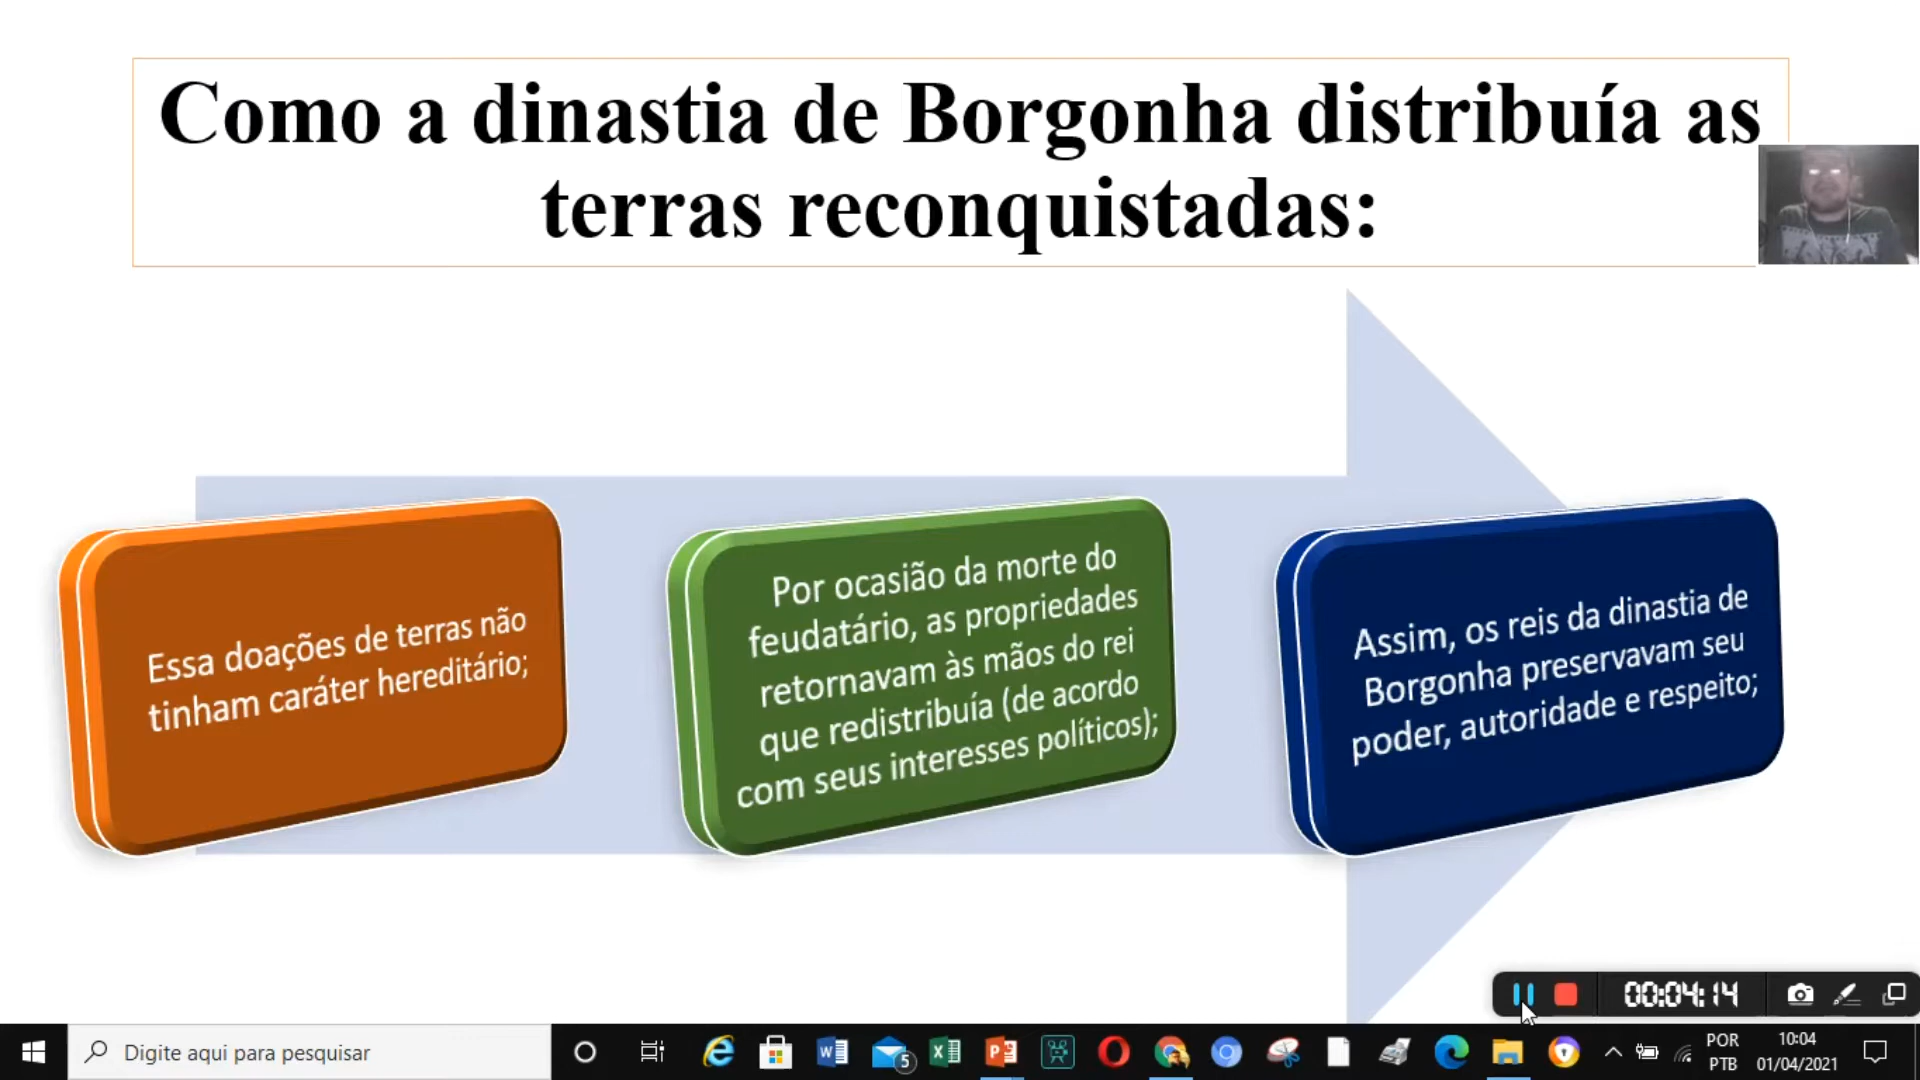 Como a dinastia de Borgonha distribuía as
terras reconquistadas:
Essa doações de terras não
tinham caráter hereditário;
Por ocasião da morte do
feudatário, as propriedades
retornavam às mãos do rei
que redistribuía (de acordo
com seus interesses políticos);
Assim, os reis da dinastia de
Borgonha preservavam seu
poder, autoridade e respeito;
00:04:14
Digite aqui para pesquisar
5
POR
PTB
10:04
01/04/2021